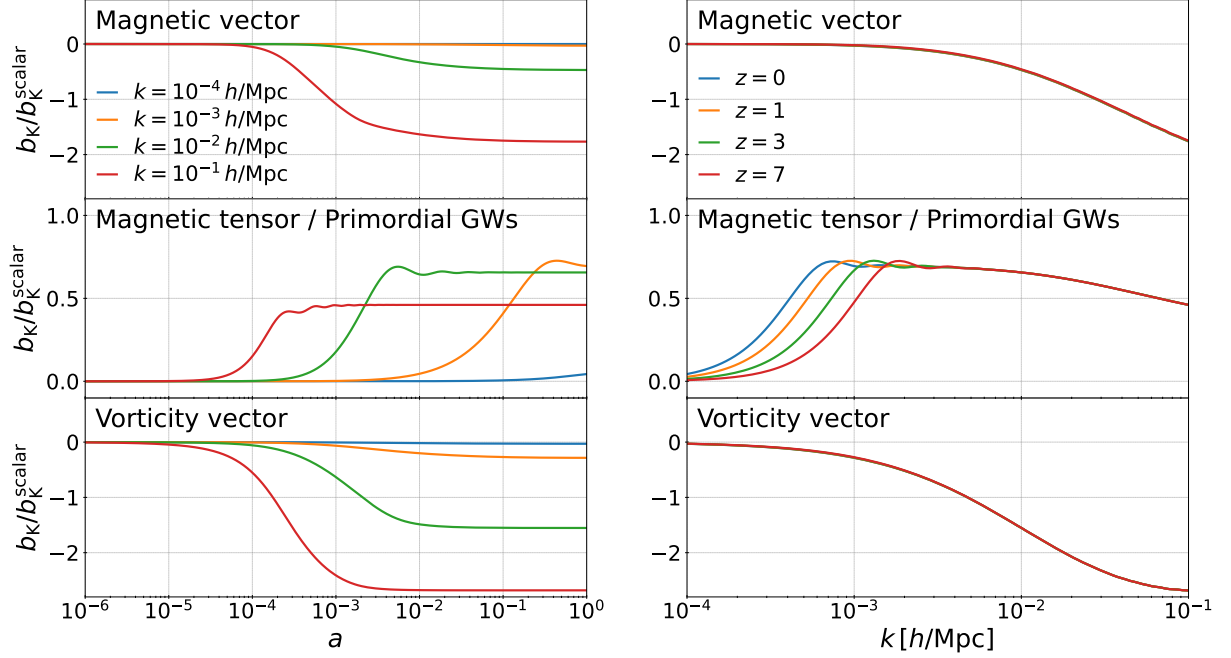 Magnetic vector
b_K/b_K^scalar
0
−1
−2
k = 10^−4 h/Mpc
k = 10^−3 h/Mpc
k = 10^−2 h/Mpc
k = 10^−1 h/Mpc
Magnetic vector
0
−1
−2
z = 0
z = 1
z = 3
z = 7
Magnetic tensor / Primordial GWs
b_K/b_K^scalar
1.0
0.5
0.0
Magnetic tensor / Primordial GWs
1.0
0.5
0.0
Vorticity vector
b_K/b_K^scalar
0
−1
−2
10^−6 10^−5 10^−4 10^−3 10^−2 10^−1 10^0
a
Vorticity vector
0
−1
−2
10^−4 10^−3 10^−2 10^−1
k [h/Mpc]